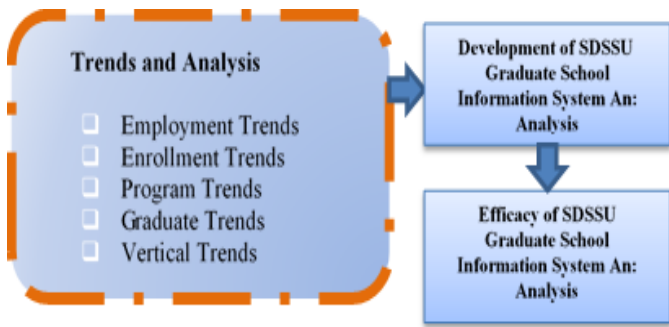 Trends and Analysis
Employment Trends
Enrollment Trends
Program Trends
Graduate Trends
Vertical Trends
Development of SDSSU
Graduate School
Information System An:
Analysis
Efficacy of SDSSU
Graduate School
Information System An:
Analysis